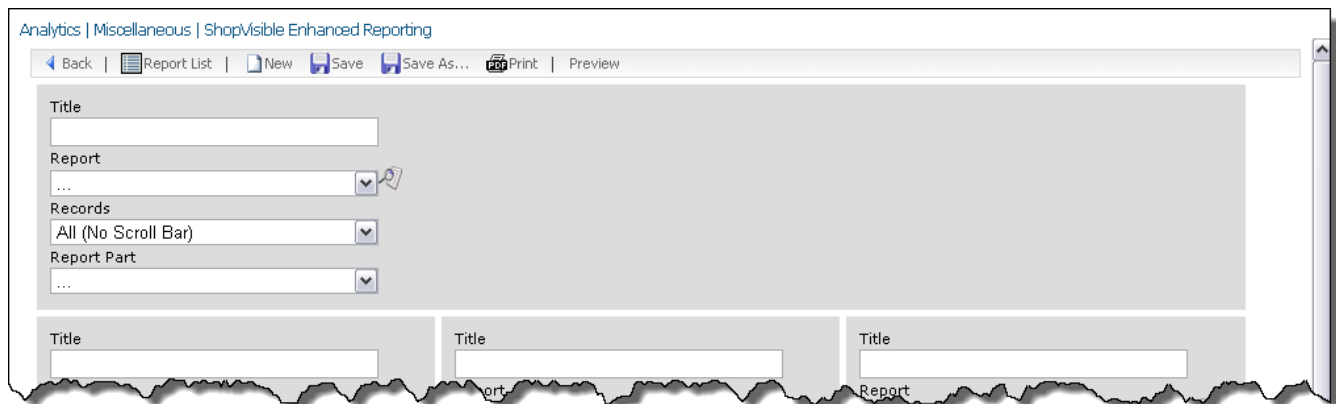 Analytics | Miscellaneous | ShopVisible Enhanced Reporting
Back | Report List | New Save Save As... PDF Print | Preview
Title
Report
...
Records
All (No Scroll Bar)
Report Part
...
Title Title Title
Report